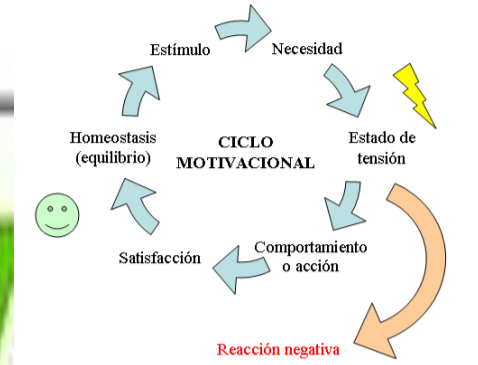 Estímulo
Necesidad
Homeostasis
(equilibrio)
CICLO
MOTIVACIONAL
Estado de
tensión
Satisfacción
Comportamiento
o acción
Reacción negativa